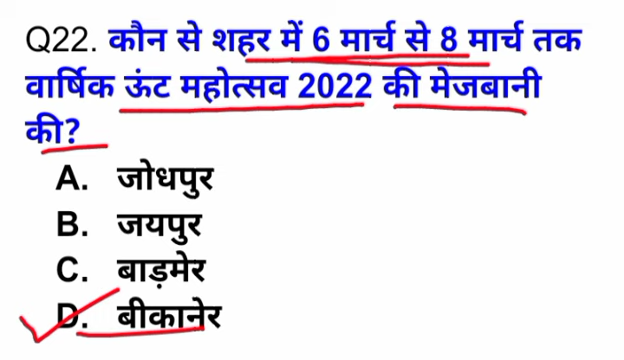 Q22. कौन से शहर में 6 मार्च से 8 मार्च तक
वार्षिक ऊंट महोत्सव 2022 की मेजबानी
की?
A. जोधपुर
B. जयपुर
C. बाड़मेर
D. बीकानेर